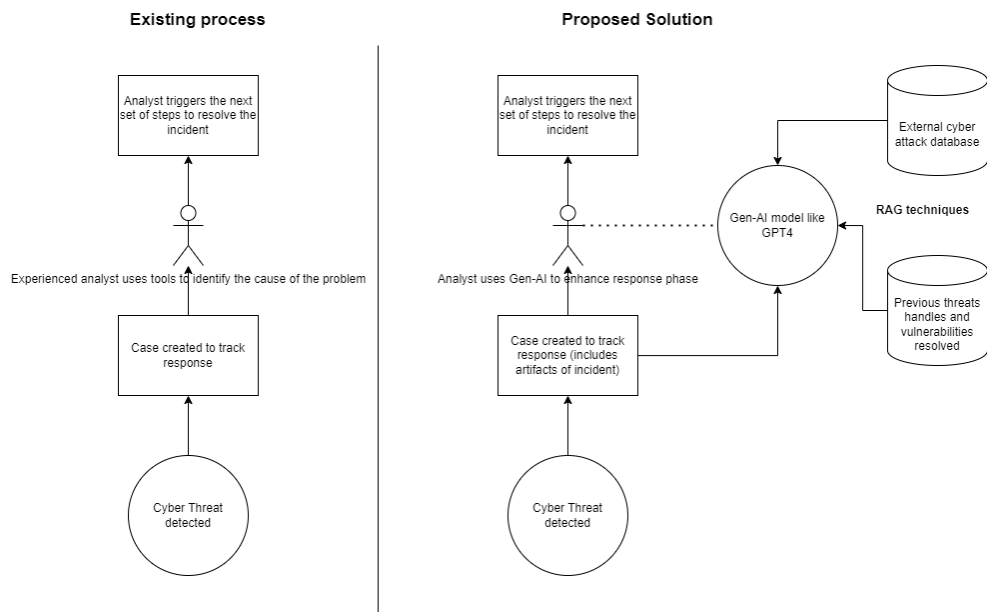 Existing process
Analyst triggers the next
set of steps to resolve the
incident
Experienced analyst uses tools to identify the cause of the problem
Case created to track
response
Cyber Threat
detected
Proposed Solution
Analyst triggers the next
set of steps to resolve the
incident
Analyst uses Gen-AI to enhance response phase
Case created to track
response (includes
artifacts of incident)
Cyber Threat
detected
Gen-AI model like
GPT4
External cyber
attack database
RAG techniques
Previous threats
handles and
vulnerabilities
resolved